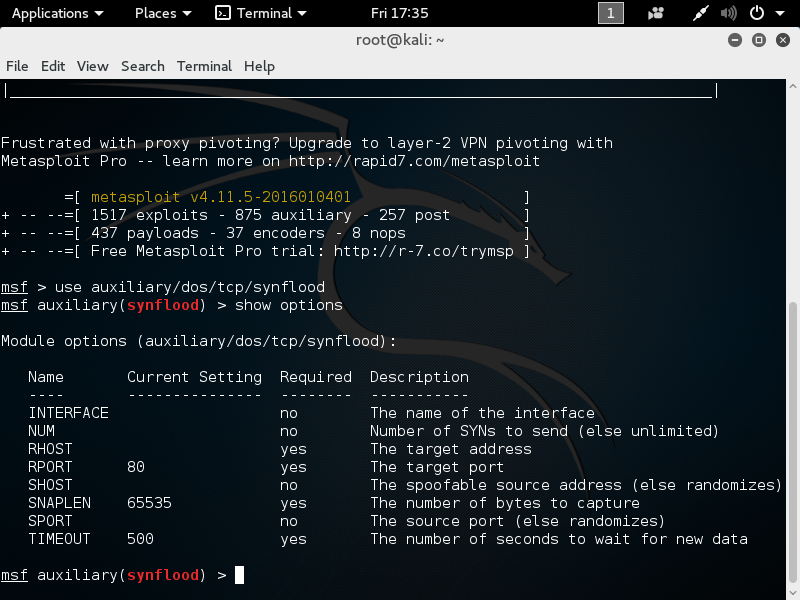 Applications Places Terminal Fri 17:35 1
root@kali: ~
File Edit View Search Terminal Help
|______________________________________________________________________________|
Frustrated with proxy pivoting? Upgrade to layer-2 VPN pivoting with
Metasploit Pro -- learn more on http://rapid7.com/metasploit
=[ metasploit v4.11.5-2016010401 ]
+ -- --=[ 1517 exploits - 875 auxiliary - 257 post ]
+ -- --=[ 437 payloads - 37 encoders - 8 nops ]
+ -- --=[ Free Metasploit Pro trial: http://r-7.co/trymsp ]
msf > use auxiliary/dos/tcp/synflood
msf auxiliary(synflood) > show options
Module options (auxiliary/dos/tcp/synflood):
Name Current Setting Required Description
---- --------------- -------- -----------
INTERFACE no The name of the interface
NUM no Number of SYNs to send (else unlimited)
RHOST yes The target address
RPORT 80 yes The target port
SHOST no The spoofable source address (else randomizes)
SNAPLEN 65535 yes The number of bytes to capture
SPORT no The source port (else randomizes)
TIMEOUT 500 yes The number of seconds to wait for new data
msf auxiliary(synflood) >